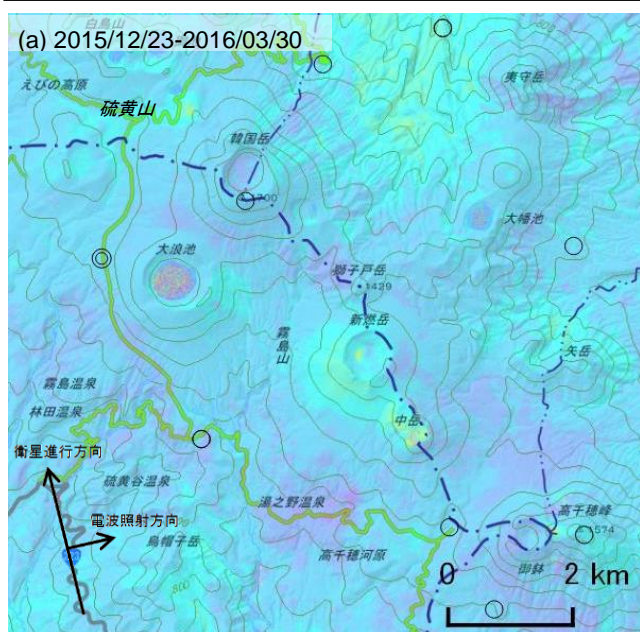 白鳥山
(a) 2015/12/23-2016/03/30
えびの高原
硫黄山
夷守岳
韓国岳
1700
大幡池
大浪池
獅子戸岳
1429
新燃岳
霧島山
矢岳
霧島温泉
林田温泉
中岳
衛星進行方向
硫黄谷温泉
湯之野温泉
電波照射方向
烏帽子岳
高千穂河原
高千穂峰
1574
御鉢
800
0 2 km